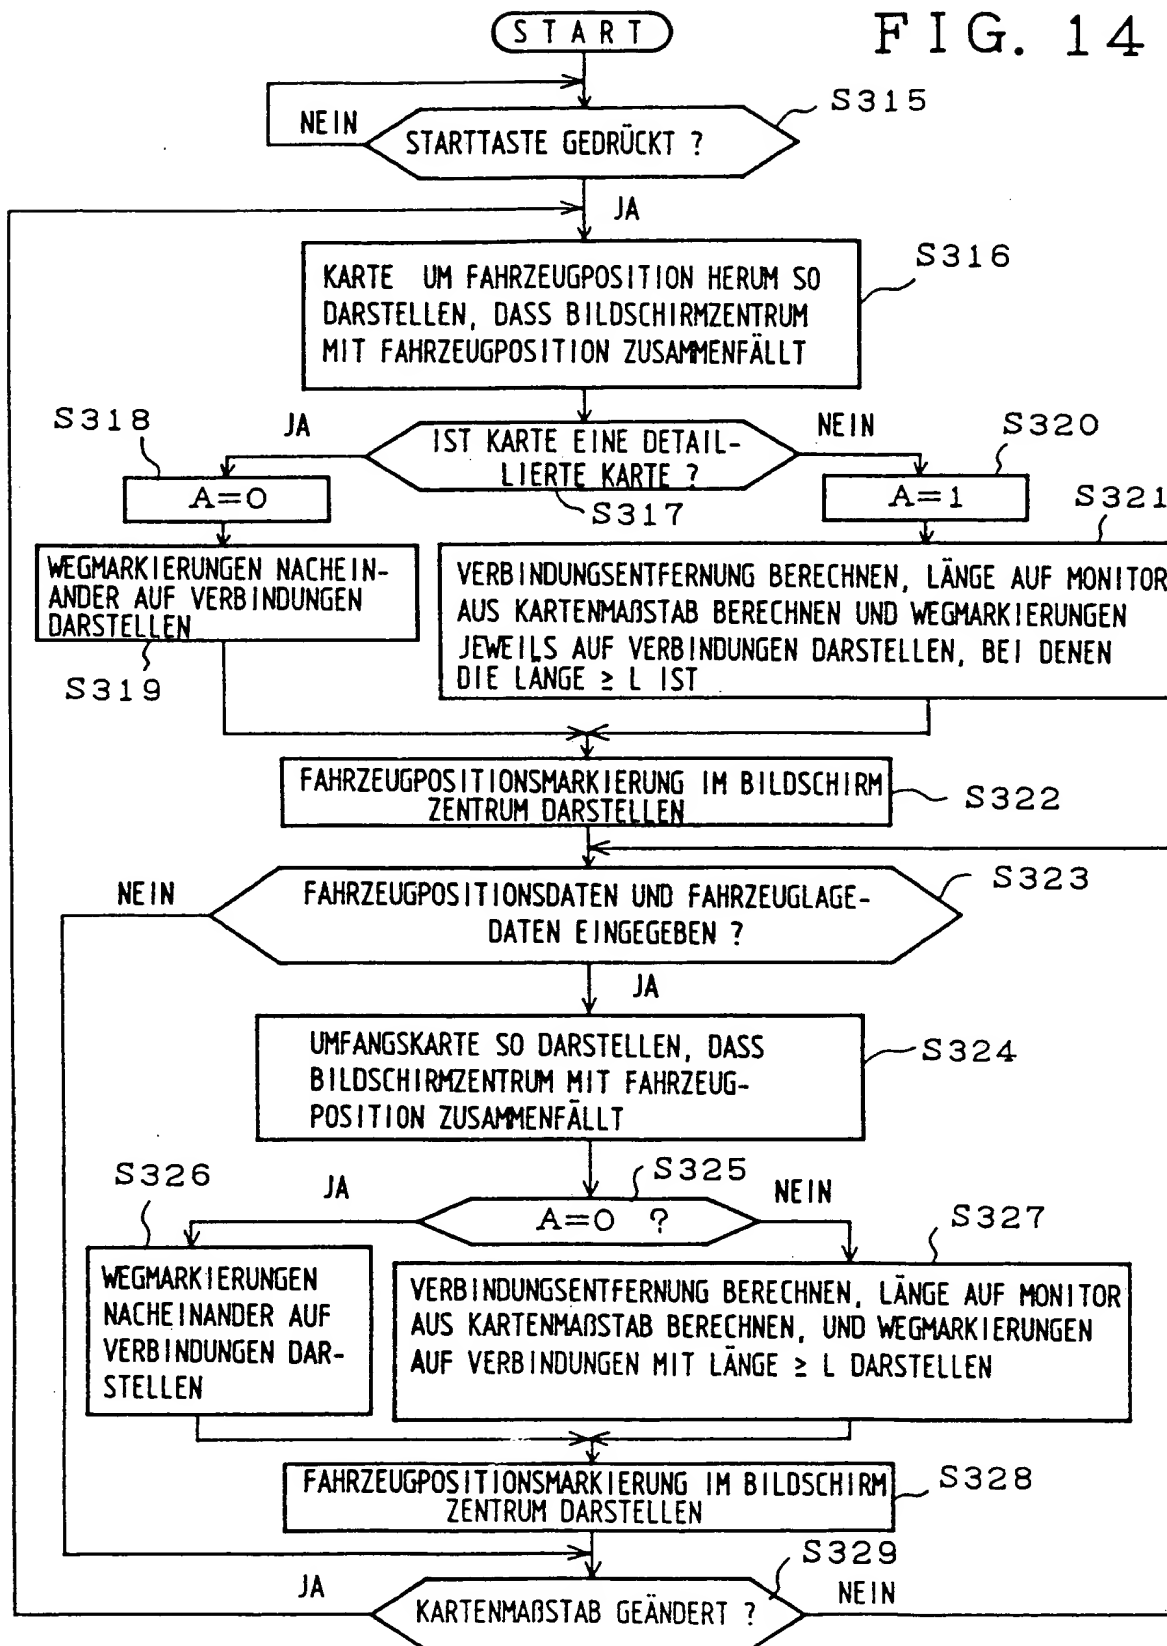 START
FIG. 14
S315
NEIN
STARTTASTE GEDRÜCKT ?
JA
S316
KARTE UM FAHRZEUGPOSITION HERUM SO
DARSTELLEN, DASS BILDSCHIRMZENTRUM
MIT FAHRZEUGPOSITION ZUSAMMENFÄLLT
S318
JA
IST KARTE EINE DETAIL-
LIERTE KARTE ?
NEIN
S320
A=0
S317
A=1
S321
WEGMARKIERUNGEN NACHEIN-
ANDER AUF VERBINDUNGEN
DARSTELLEN
S319
VERBINDUNGSENTFERNUNG BERECHNEN, LÄNGE AUF MONITOR
AUS KARTENMAßSTAB BERECHNEN UND WEGMARKIERUNGEN
JEWEILS AUF VERBINDUNGEN DARSTELLEN, BEI DENEN
DIE LÄNGE ≥ L IST
FAHRZEUGPOSITIONSMARKIERUNG IM BILDSCHIRM
ZENTRUM DARSTELLEN
S322
NEIN
FAHRZEUGPOSITIONSDATEN UND FAHRZEUGLAGE-
DATEN EINGEGEBEN ?
S323
JA
UMFANGSKARTE SO DARSTELLEN, DASS
BILDSCHIRMZENTRUM MIT FAHRZEUG-
POSITION ZUSAMMENFÄLLT
S324
S326
JA
S325
A=0 ?
NEIN
S327
WEGMARKIERUNGEN
NACHEINANDER AUF
VERBINDUNGEN DAR-
STELLEN
VERBINDUNGSENTFERNUNG BERECHNEN, LÄNGE AUF MONITOR
AUS KARTENMAßSTAB BERECHNEN, UND WEGMARKIERUNGEN
AUF VERBINDUNGEN MIT LÄNGE ≥ L DARSTELLEN
FAHRZEUGPOSITIONSMARKIERUNG IM BILDSCHIRM
ZENTRUM DARSTELLEN
S328
S329
JA
KARTENMAßSTAB GEÄNDERT ?
NEIN